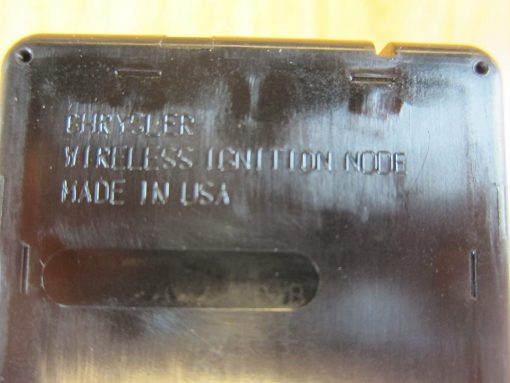 CHRYSLER
WIRELESS IGNITION NODE
MADE IN USA